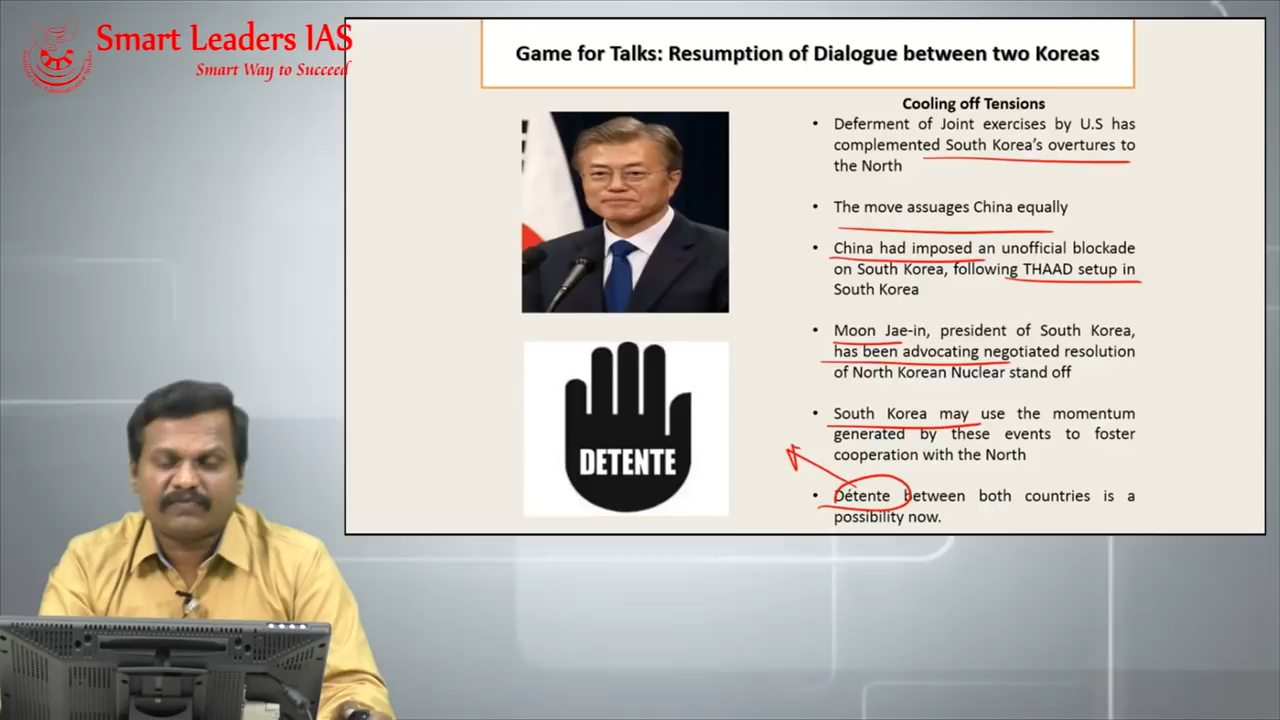 Smart Leaders IAS
Smart Way to Succeed
Game for Talks: Resumption of Dialogue between two Koreas
Cooling off Tensions
• Deferment of Joint exercises by U.S has
complemented South Korea's overtures to
the North
• The move assuages China equally
• China had imposed an unofficial blockade
on South Korea, following THAAD setup in
South Korea
• Moon Jae-in, president of South Korea,
has been advocating negotiated resolution
of North Korean Nuclear stand off
• South Korea may use the momentum
generated by these events to foster
cooperation with the North
• Détente between both countries is a
possibility now.
DETENTE